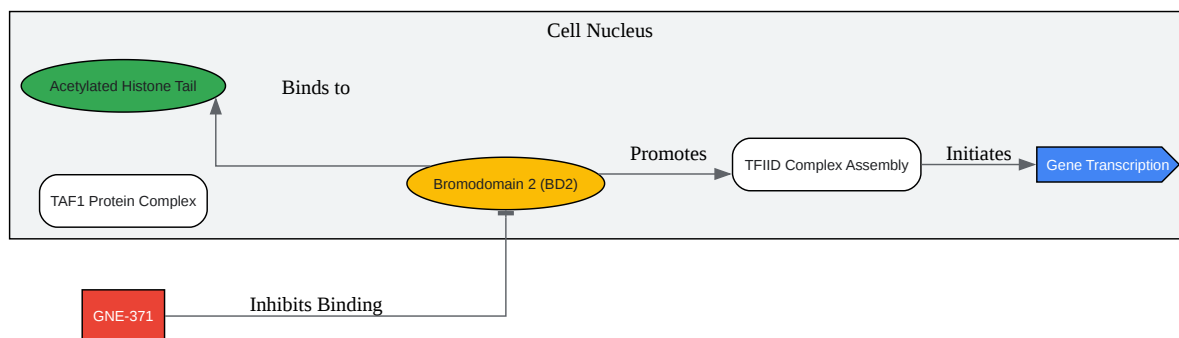 Cell Nucleus
Acetylated Histone Tail
Binds to
Promotes
TFIID Complex Assembly
Initiates
Gene Transcription
Bromodomain 2 (BD2)
TAF1 Protein Complex
GNE-371
Inhibits Binding